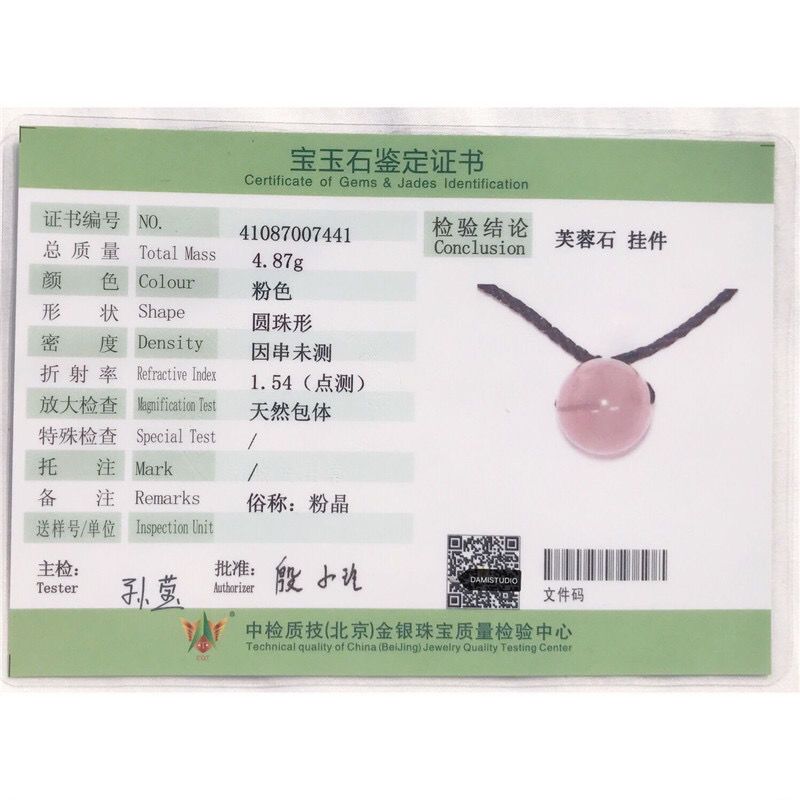 宝玉石鉴定证书
Certificate of Gems & Jades Identification
证书编号 NO. 41087007441
总质量 Total Mass 4.87g
颜色 Colour 粉色
形状 Shape 圆珠形
密度 Density 因串未测
折射率 Refractive Index 1.54（点测）
放大检查 Magnification Test 天然包体
特殊检查 Special Test /
托注 Mark /
备注 Remarks 俗称：粉晶
送样号/单位 Inspection Unit
检验结论 芙蓉石 挂件
Conclusion
主检： 孙莹 批准： 殷小玲
Tester Authorizer
DAMISTUDIO
文件码
CQT
®
中检质技(北京)金银珠宝质量检验中心
Technical quality of China (BeiJing) Jewelry Quality Testing Center